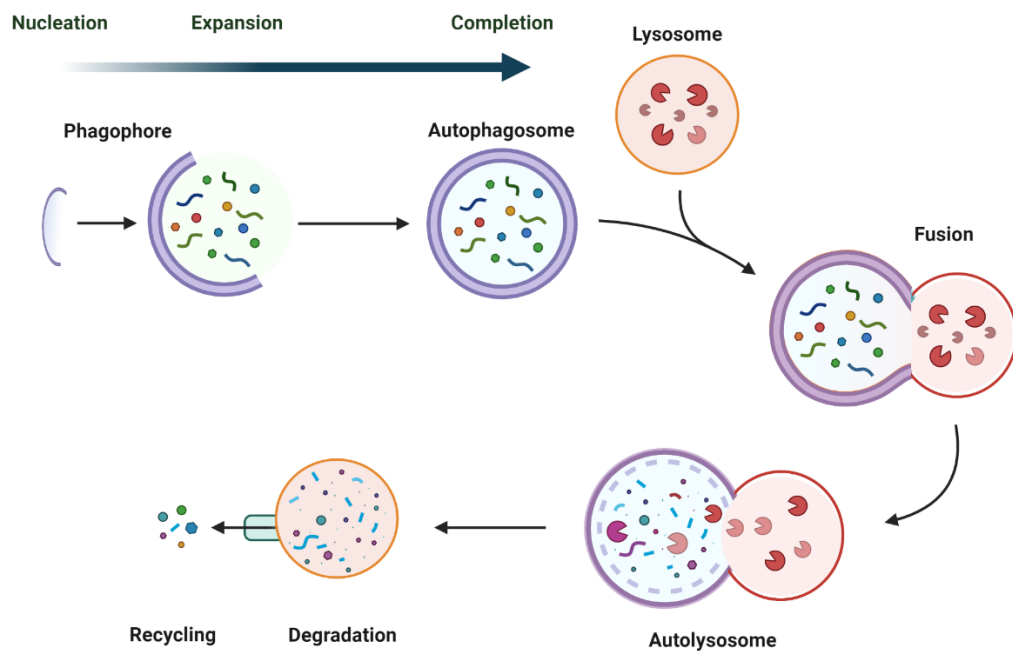 Nucleation
Expansion
Completion
Lysosome
Phagophore
Autophagosome
Fusion
Recycling
Degradation
Autolysosome